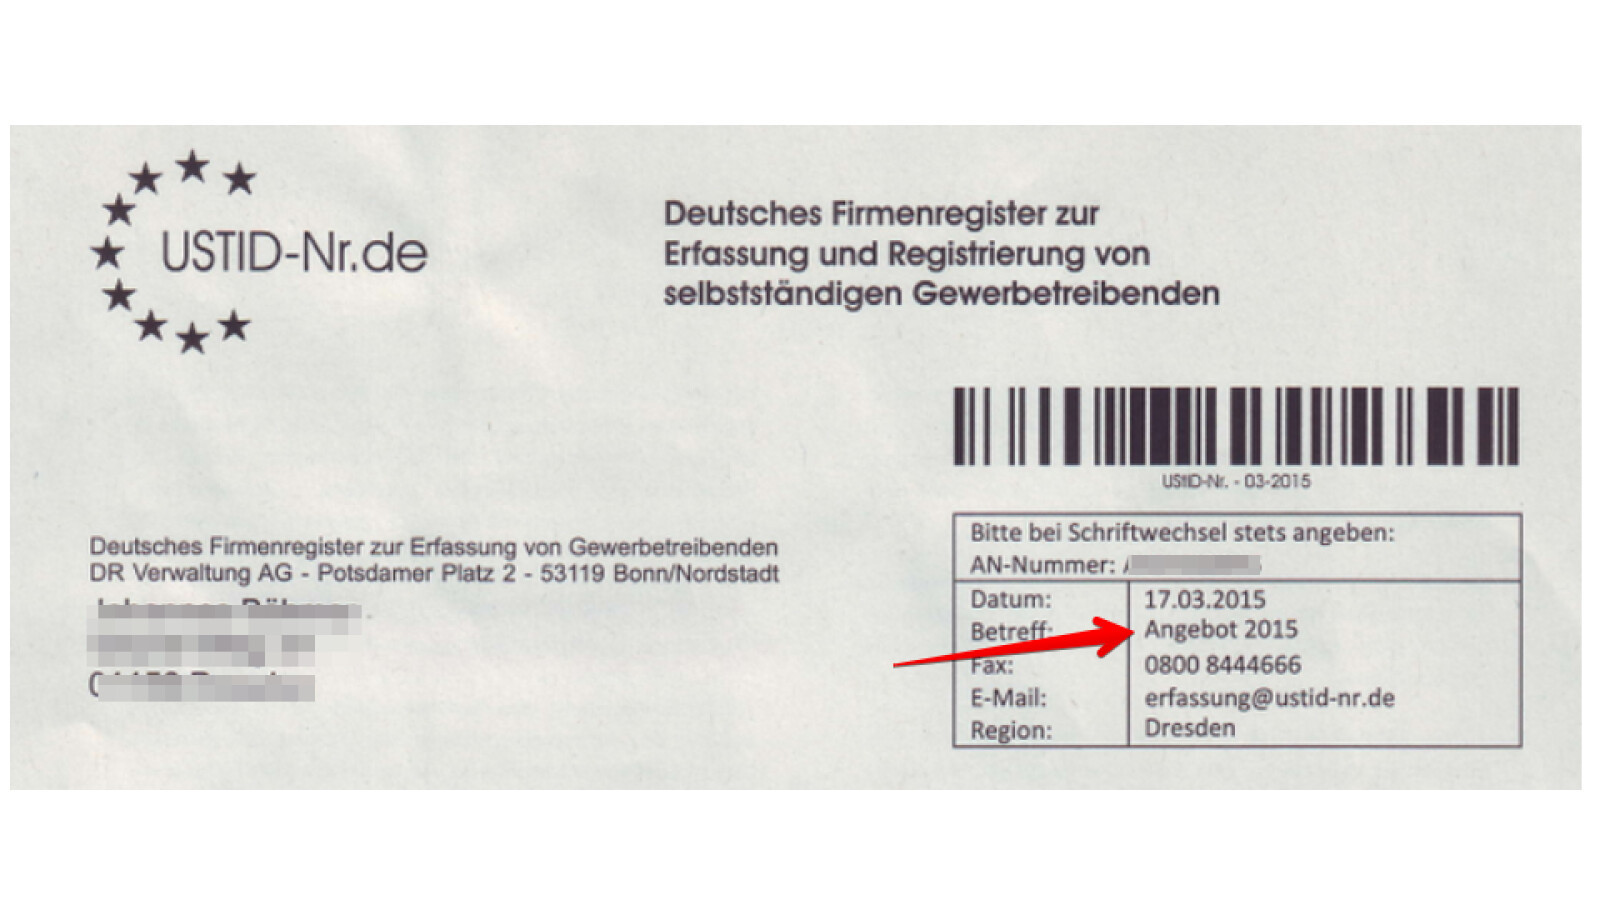 USTID-Nr.de
Deutsches Firmenregister zur
Erfassung und Registrierung von
selbstständigen Gewerbetreibenden
UStID-Nr. - 03-2015
Deutsches Firmenregister zur Erfassung von Gewerbetreibenden
DR Verwaltung AG - Potsdamer Platz 2 - 53119 Bonn/Nordstadt
Bitte bei Schriftwechsel stets angeben:
AN-Nummer:
Datum: 17.03.2015
Betreff: Angebot 2015
Fax: 0800 8444666
E-Mail: erfassung@ustid-nr.de
Region: Dresden